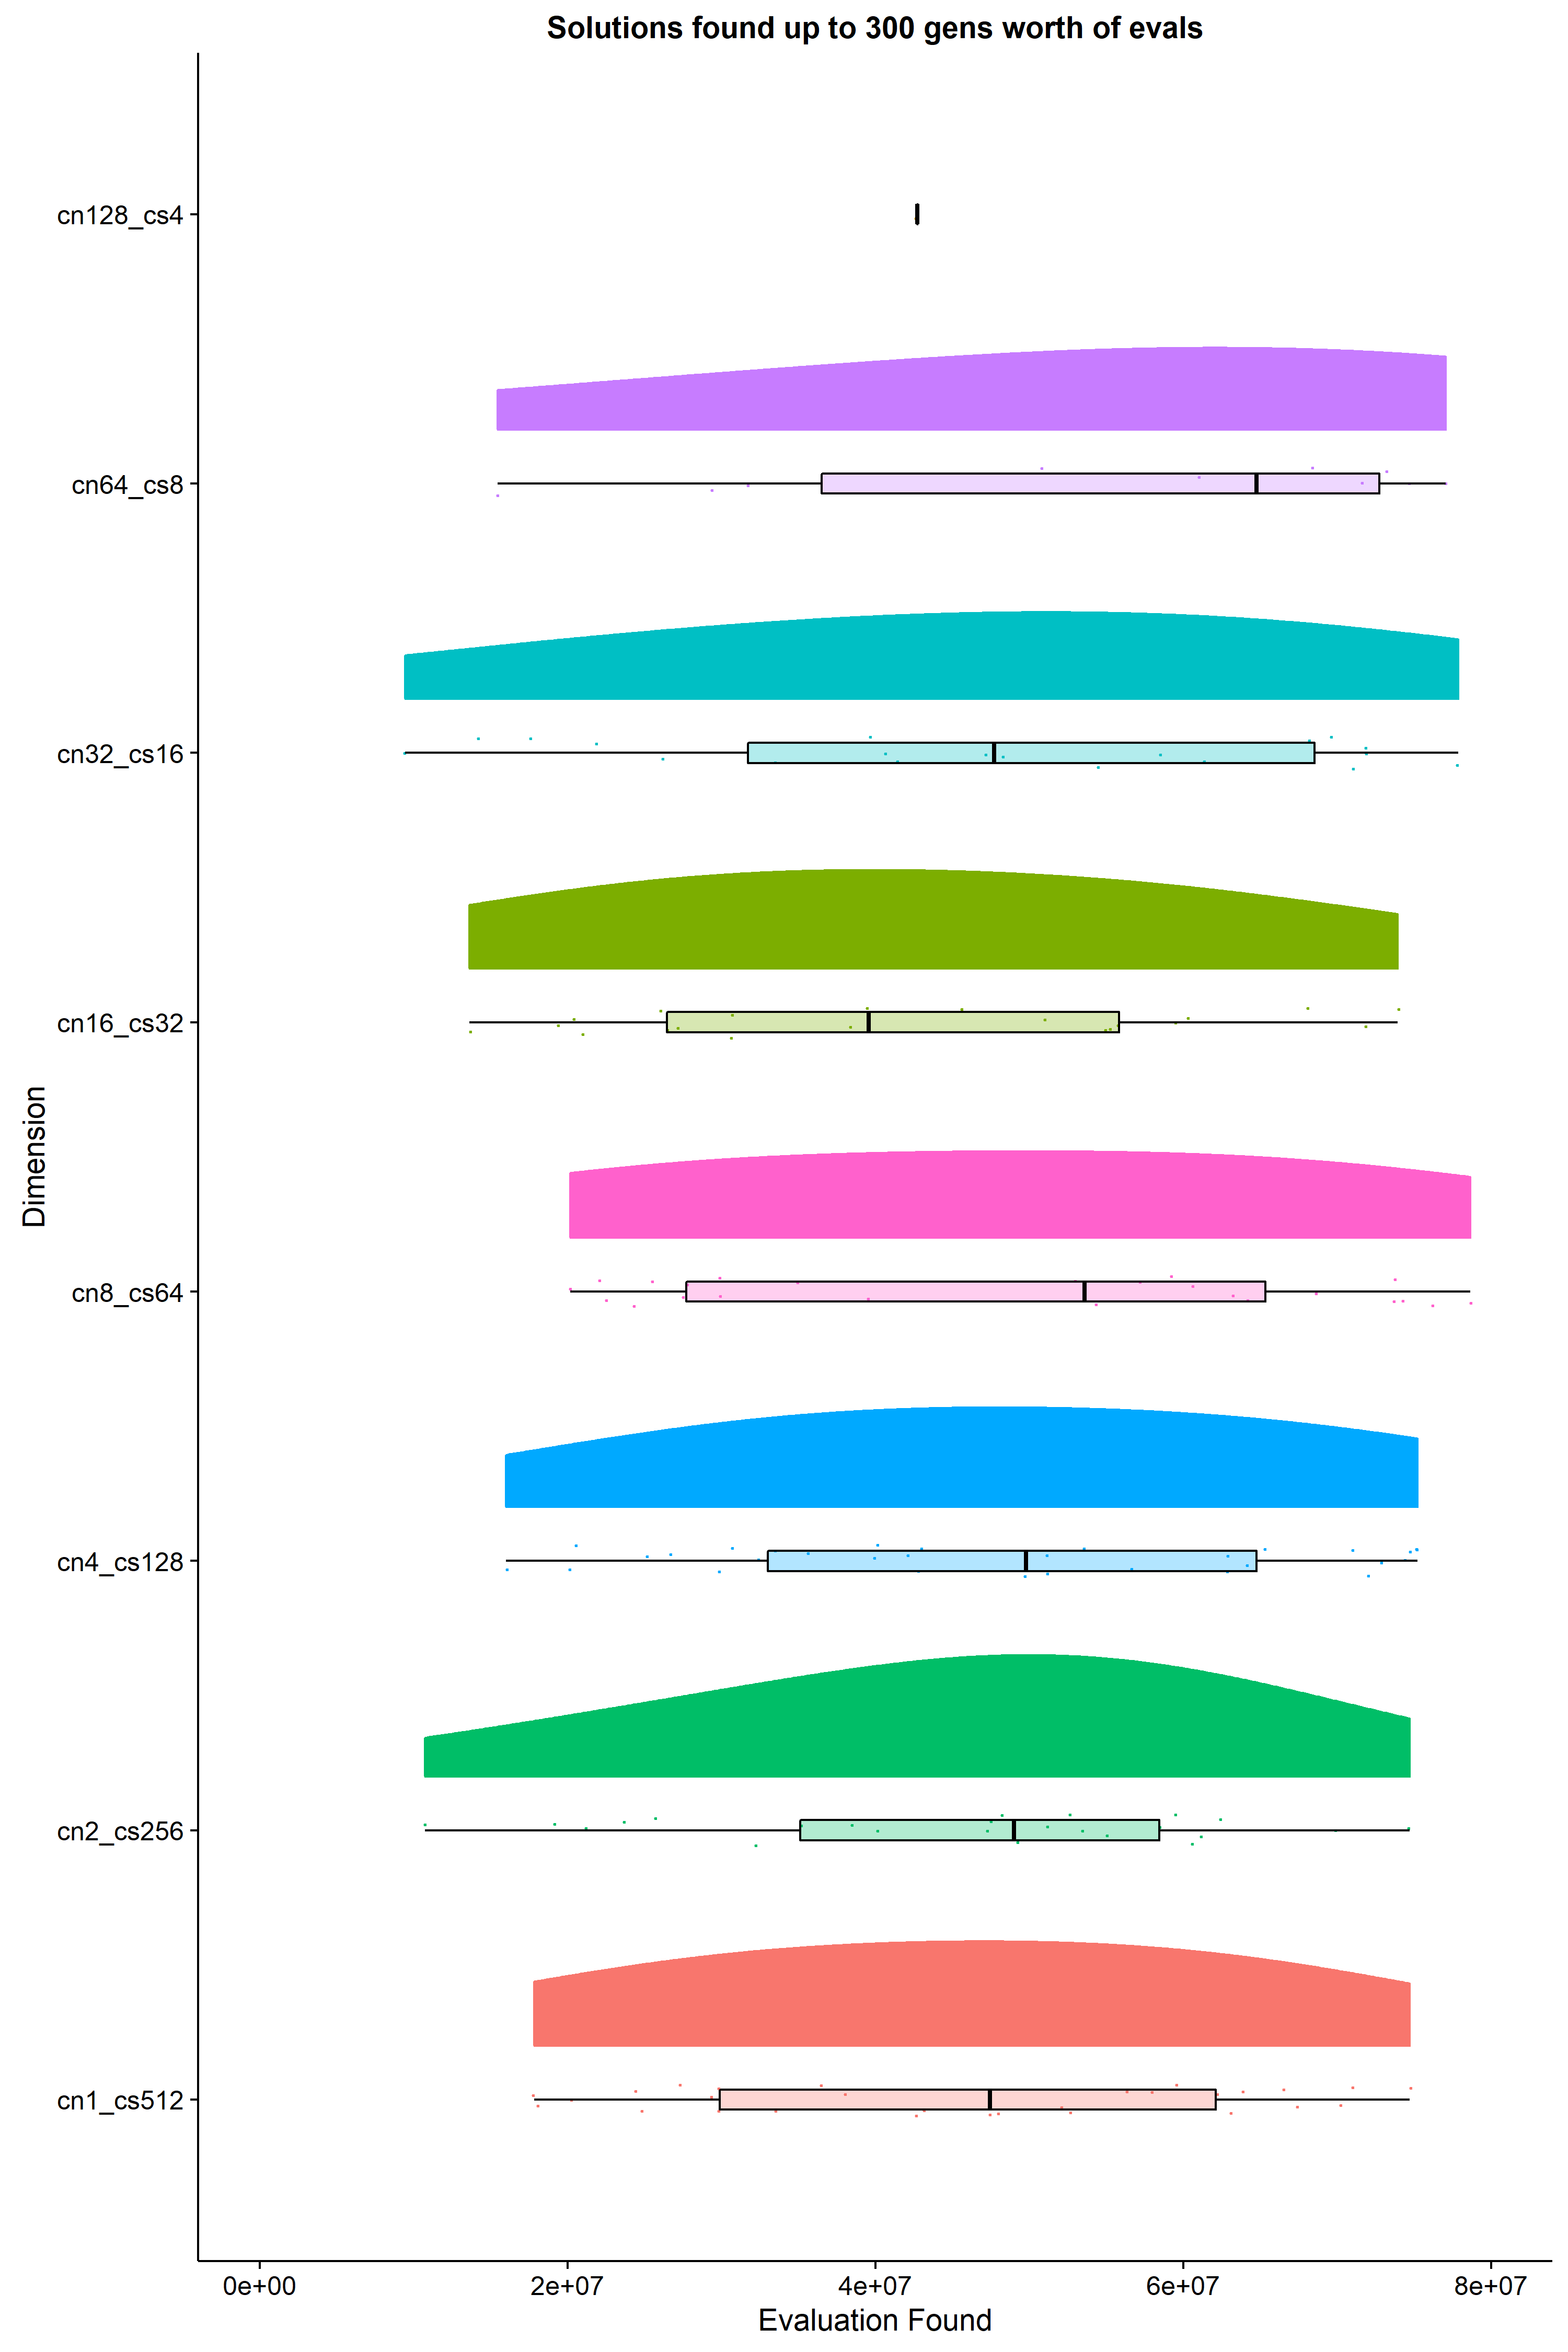 Solutions found up to 300 gens worth of evals
cn128_cs4
cn64_cs8
cn32_cs16
cn16_cs32
Dimension
cn8_cs64
cn4_cs128
cn2_cs256
cn1_cs512
0e+00 2e+07 4e+07 6e+07 8e+07
Evaluation Found